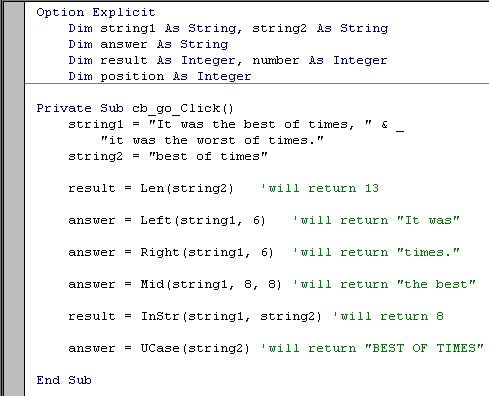 Option Explicit
    Dim string1 As String, string2 As String
    Dim answer As String
    Dim result As Integer, number As Integer
    Dim position As Integer
Private Sub cb_go_Click()
    string1 = "It was the best of times, " & _
        "it was the worst of times."
    string2 = "best of times"
    result = Len(string2)   'will return 13
    answer = Left(string1, 6)   'will return "It was"
    answer = Right(string1, 6)  'will return "times."
    answer = Mid(string1, 8, 8) 'will return "the best"
    result = InStr(string1, string2) 'will return 8
    answer = UCase(string2) 'will return "BEST OF TIMES"
End Sub